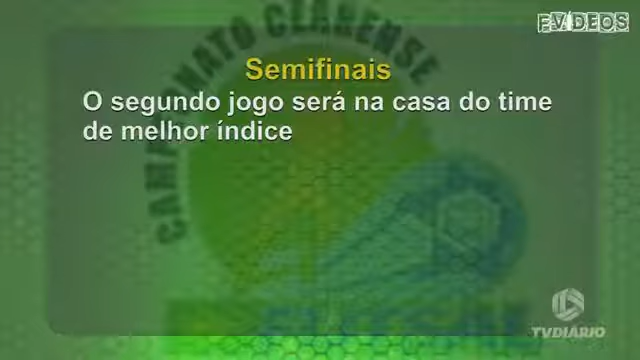 FVIDEOS
CAMPEONATO CEARENSE
Semifinais
O segundo jogo será na casa do time
de melhor índice
TVDIÁRIO